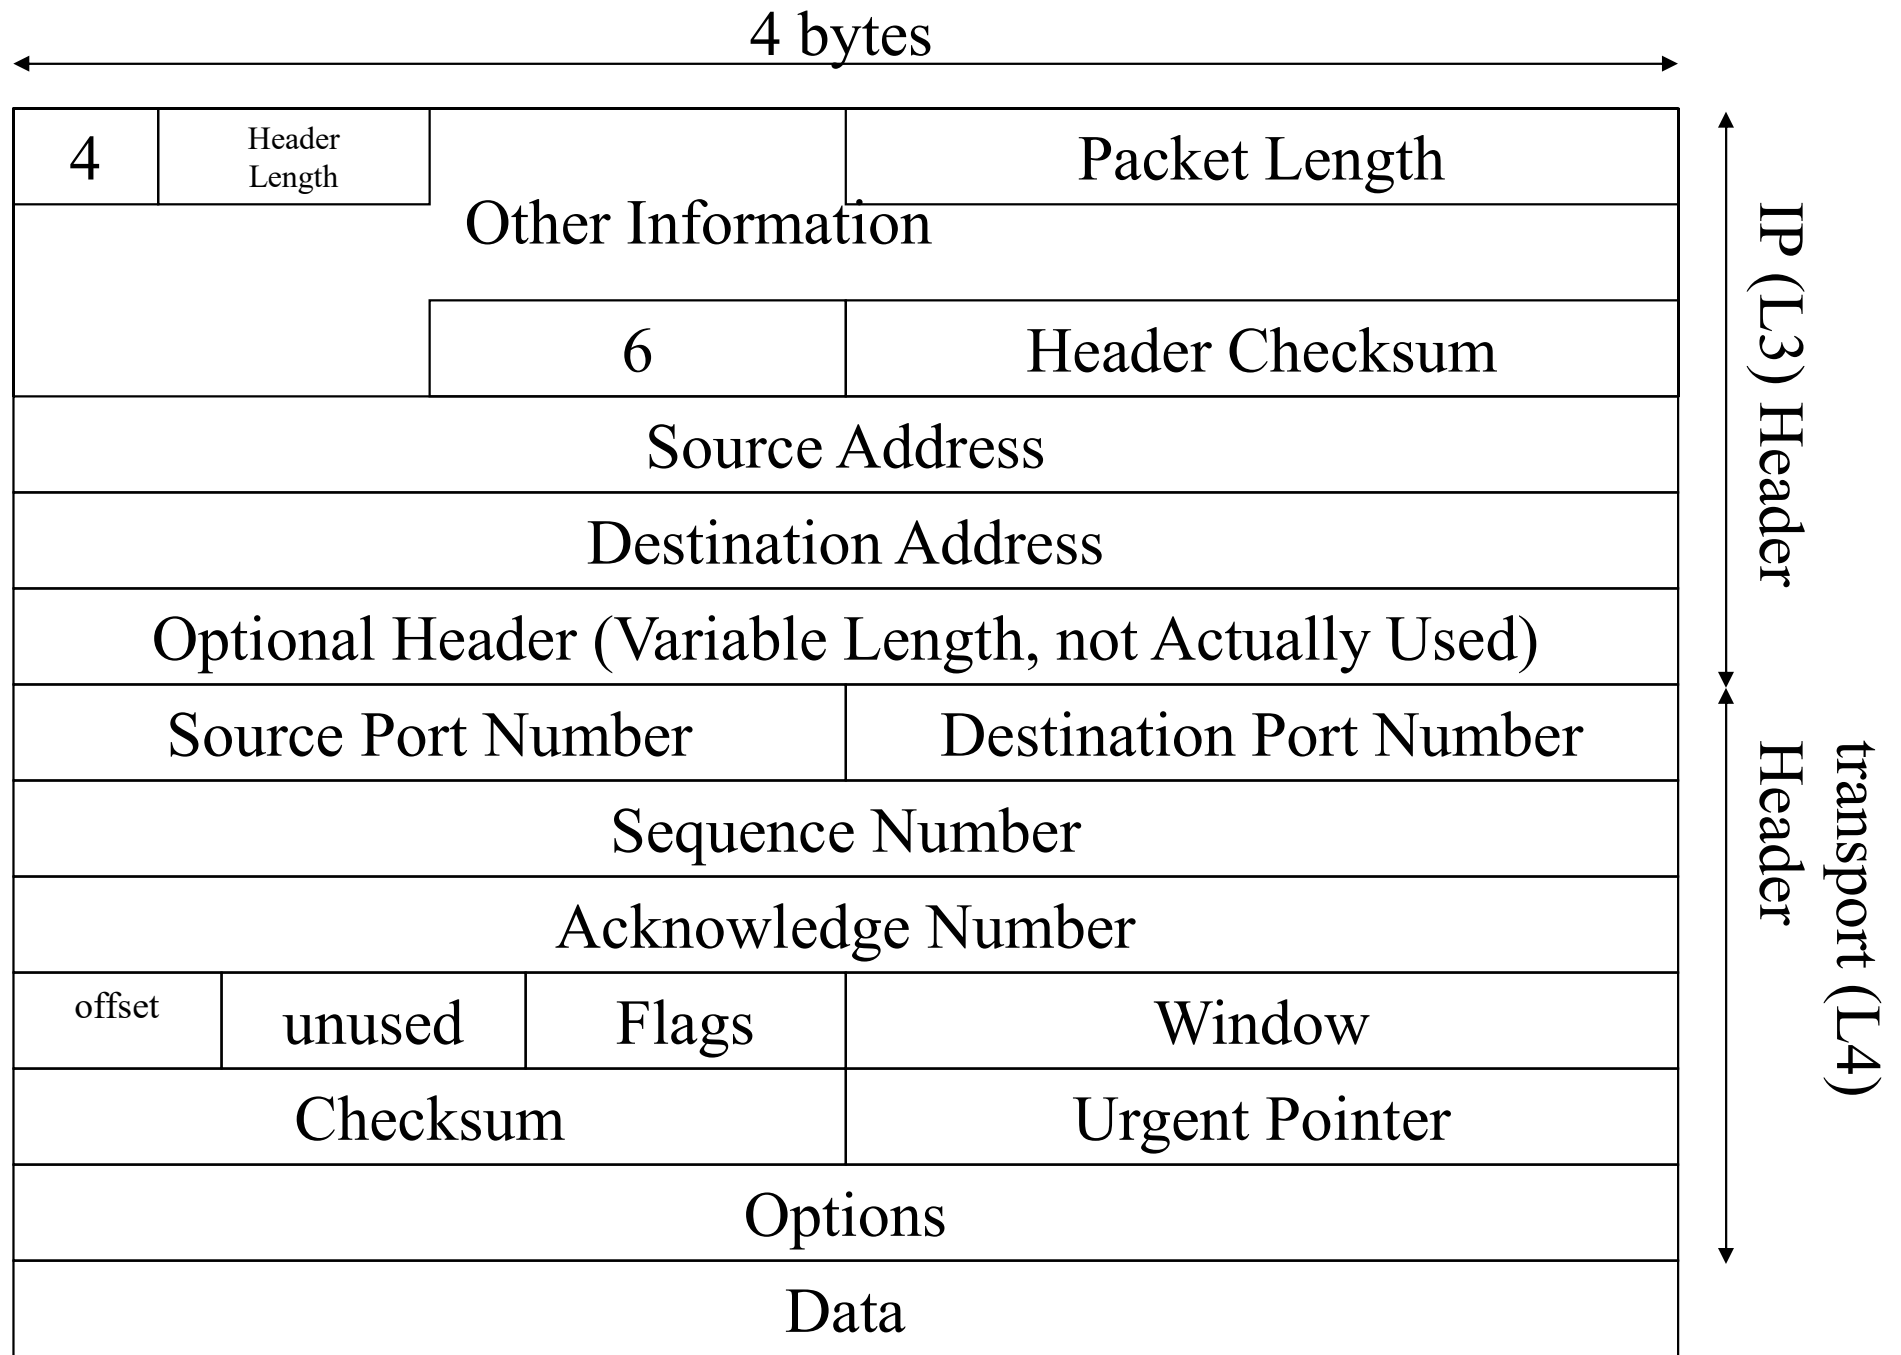 4 bytes
4
Header
Length
Packet Length
Other Information
6
Header Checksum
Source Address
Destination Address
Optional Header (Variable Length, not Actually Used)
IP (L3) Header
Source Port Number
Destination Port Number
Sequence Number
Acknowledge Number
offset
unused
Flags
Window
Checksum
Urgent Pointer
Options
transport (L4)
Header
Data